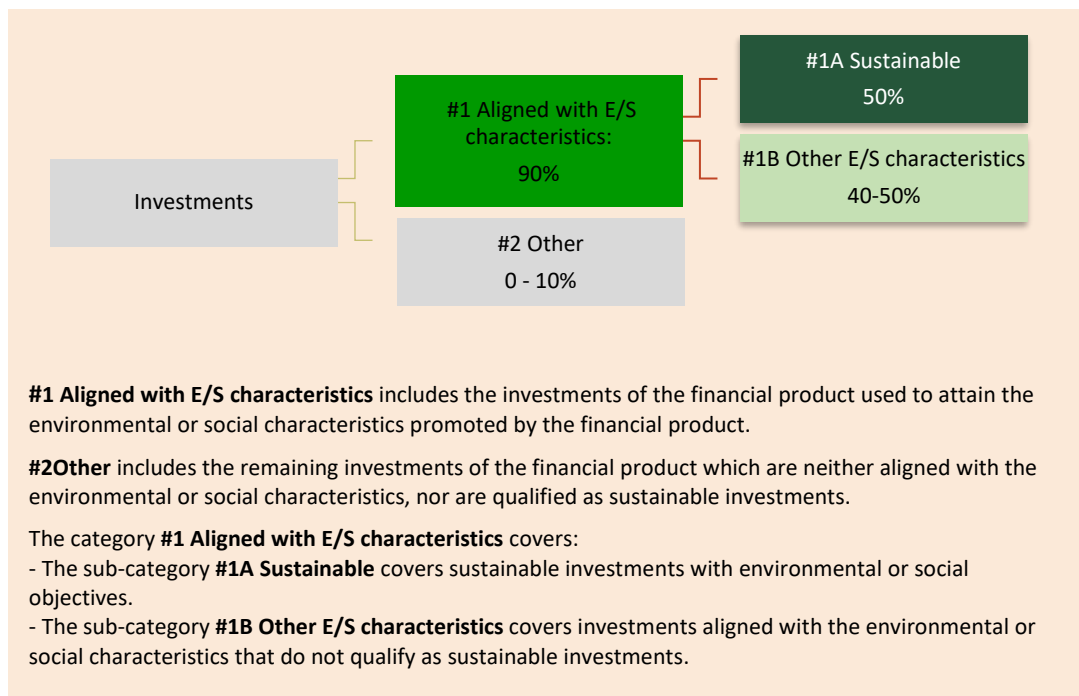 #1A Sustainable
50%
#1 Aligned with E/S
characteristics:
90%
#1B Other E/S characteristics
40-50%
Investments
#2 Other
0 - 10%
#1 Aligned with E/S characteristics includes the investments of the financial product used to attain the
environmental or social characteristics promoted by the financial product.
#2Other includes the remaining investments of the financial product which are neither aligned with the
environmental or social characteristics, nor are qualified as sustainable investments.
The category #1 Aligned with E/S characteristics covers:
- The sub-category #1A Sustainable covers sustainable investments with environmental or social
objectives.
- The sub-category #1B Other E/S characteristics covers investments aligned with the environmental or
social characteristics that do not qualify as sustainable investments.